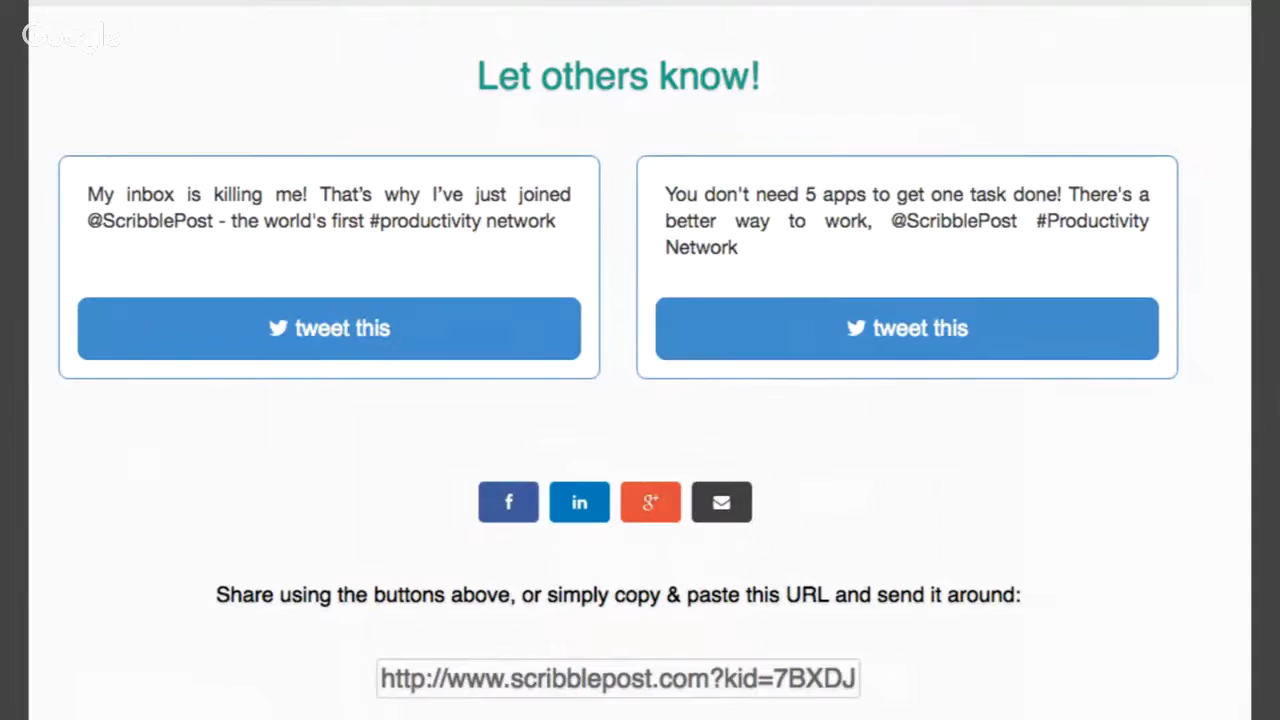 Google
Let others know!
My inbox is killing me! That’s why I’ve just joined
@ScribblePost - the world's first #productivity network
tweet this
You don't need 5 apps to get one task done! There's a
better way to work, @ScribblePost #Productivity
Network
tweet this
f
in
g+
Share using the buttons above, or simply copy & paste this URL and send it around:
http://www.scribblepost.com?kid=7BXDJ